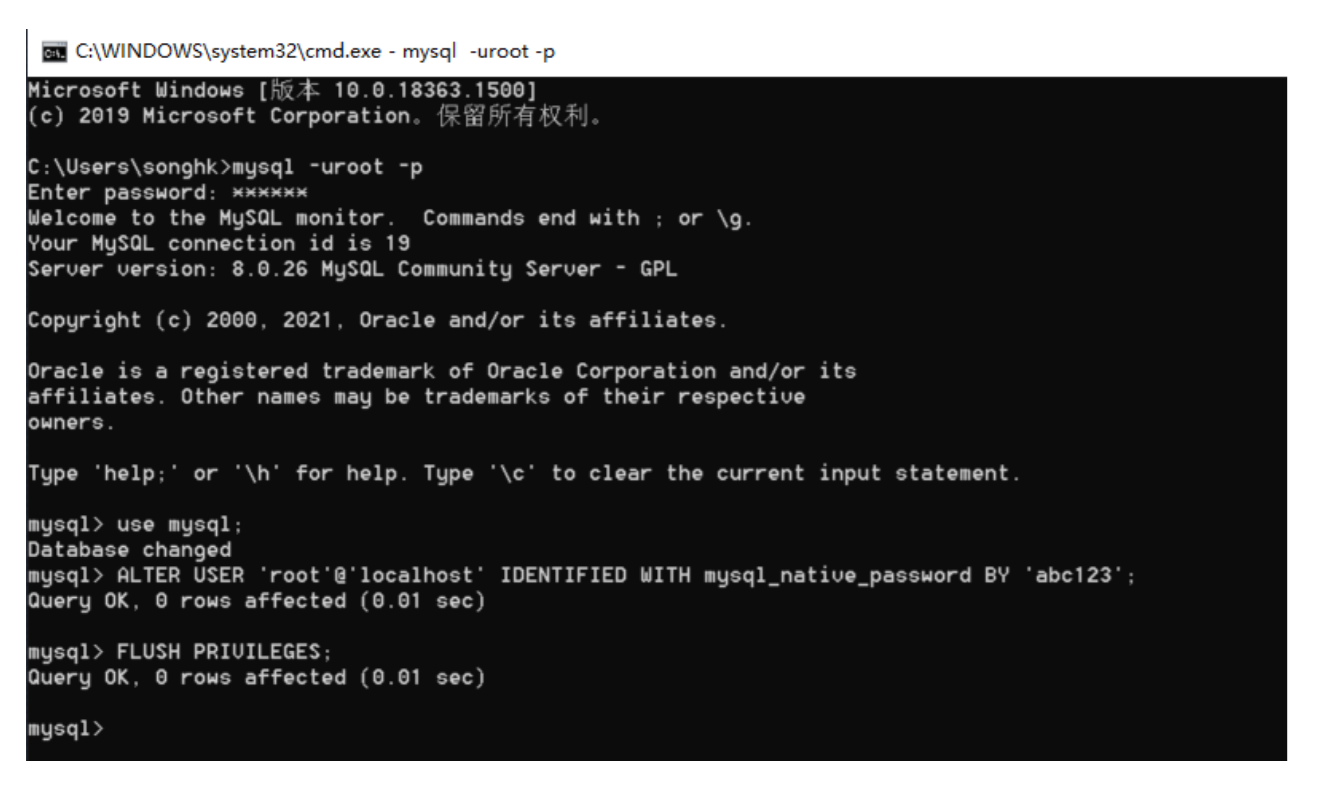 C:\WINDOWS\system32\cmd.exe - mysql  -uroot -p
Microsoft Windows [版本 10.0.18363.1500]
(c) 2019 Microsoft Corporation。保留所有权利。
C:\Users\songhk>mysql -uroot -p
Enter password: ******
Welcome to the MySQL monitor.  Commands end with ; or \g.
Your MySQL connection id is 19
Server version: 8.0.26 MySQL Community Server - GPL
Copyright (c) 2000, 2021, Oracle and/or its affiliates.
Oracle is a registered trademark of Oracle Corporation and/or its
affiliates. Other names may be trademarks of their respective
owners.
Type 'help;' or '\h' for help. Type '\c' to clear the current input statement.
mysql> use mysql;
Database changed
mysql> ALTER USER 'root'@'localhost' IDENTIFIED WITH mysql_native_password BY 'abc123';
Query OK, 0 rows affected (0.01 sec)
mysql> FLUSH PRIVILEGES;
Query OK, 0 rows affected (0.01 sec)
mysql>